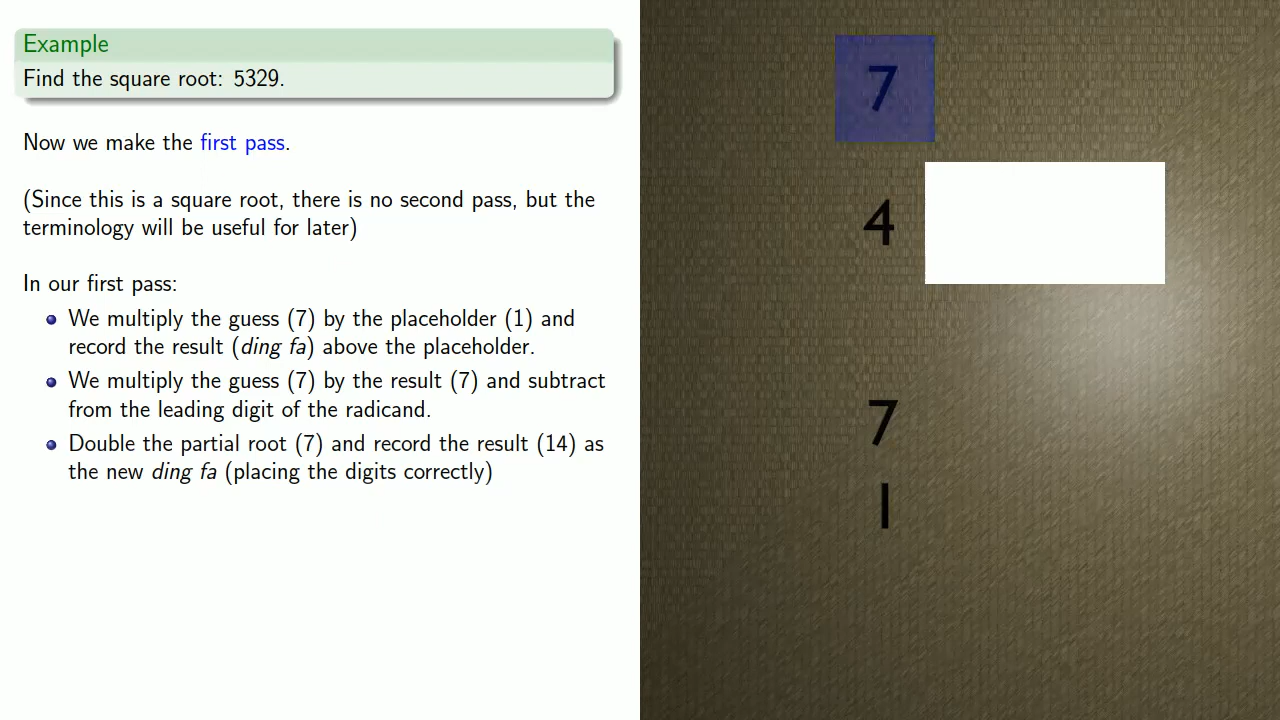 Example
Find the square root: 5329.
Now we make the first pass.
(Since this is a square root, there is no second pass, but the
terminology will be useful for later)
In our first pass:
We multiply the guess (7) by the placeholder (1) and
record the result (ding fa) above the placeholder.
We multiply the guess (7) by the result (7) and subtract
from the leading digit of the radicand.
Double the partial root (7) and record the result (14) as
the new ding fa (placing the digits correctly)
7
4
7
1